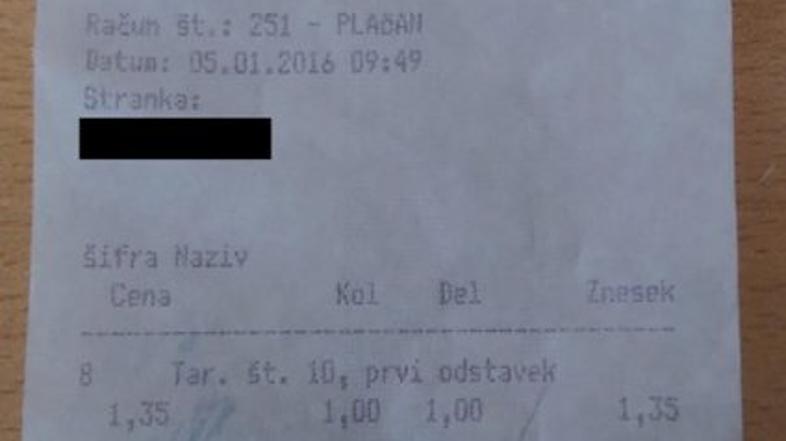 Račun št.: 251 - PLAčAN
Datum: 05.01.2016 09:49
Stranka:
šifra Naziv
Cena Kol Del Znesek
8 Tar. št. 10, prvi odstavek
1,35 1,00 1,00 1,35